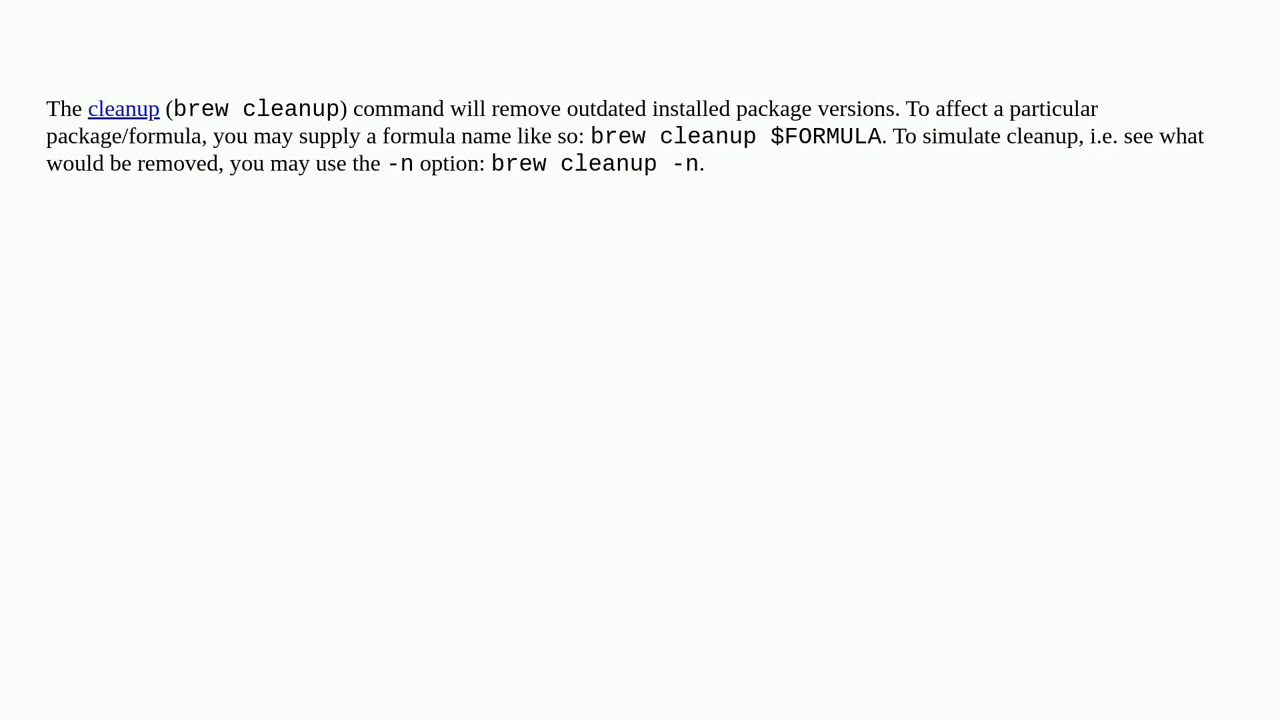 The cleanup (brew cleanup) command will remove outdated installed package versions. To affect a particular
package/formula, you may supply a formula name like so: brew cleanup $FORMULA. To simulate cleanup, i.e. see what
would be removed, you may use the -n option: brew cleanup -n.